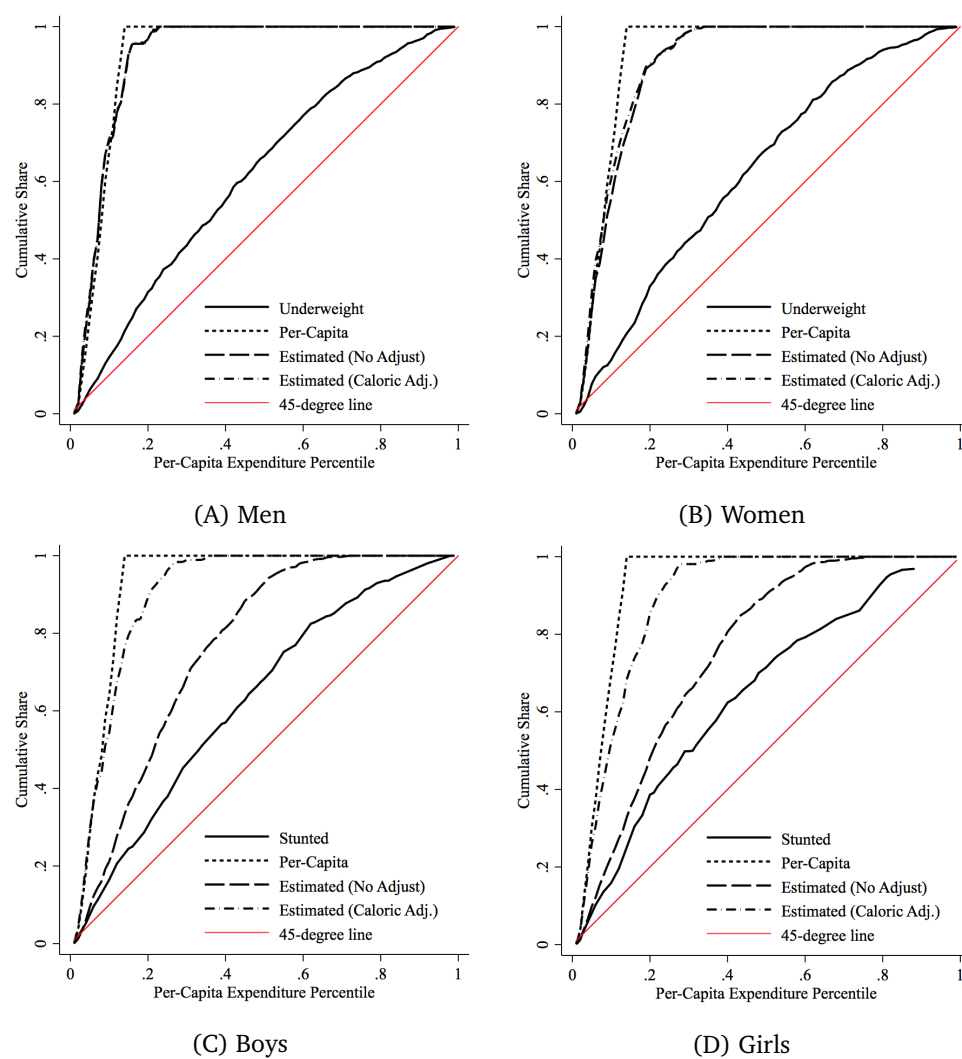 Cumulative Share
0 .2 .4 .6 .8 1
Underweight
Per-Capita
Estimated (No Adjust)
Estimated (Caloric Adj.)
45-degree line
0 .2 .4 .6 .8 1
Per-Capita Expenditure Percentile
(A) Men
Cumulative Share
0 .2 .4 .6 .8 1
Underweight
Per-Capita
Estimated (No Adjust)
Estimated (Caloric Adj.)
45-degree line
0 .2 .4 .6 .8 1
Per-Capita Expenditure Percentile
(B) Women
Cumulative Share
0 .2 .4 .6 .8 1
Stunted
Per-Capita
Estimated (No Adjust)
Estimated (Caloric Adj.)
45-degree line
0 .2 .4 .6 .8 1
Per-Capita Expenditure Percentile
(C) Boys
Cumulative Share
0 .2 .4 .6 .8 1
Stunted
Per-Capita
Estimated (No Adjust)
Estimated (Caloric Adj.)
45-degree line
0 .2 .4 .6 .8 1
Per-Capita Expenditure Percentile
(D) Girls